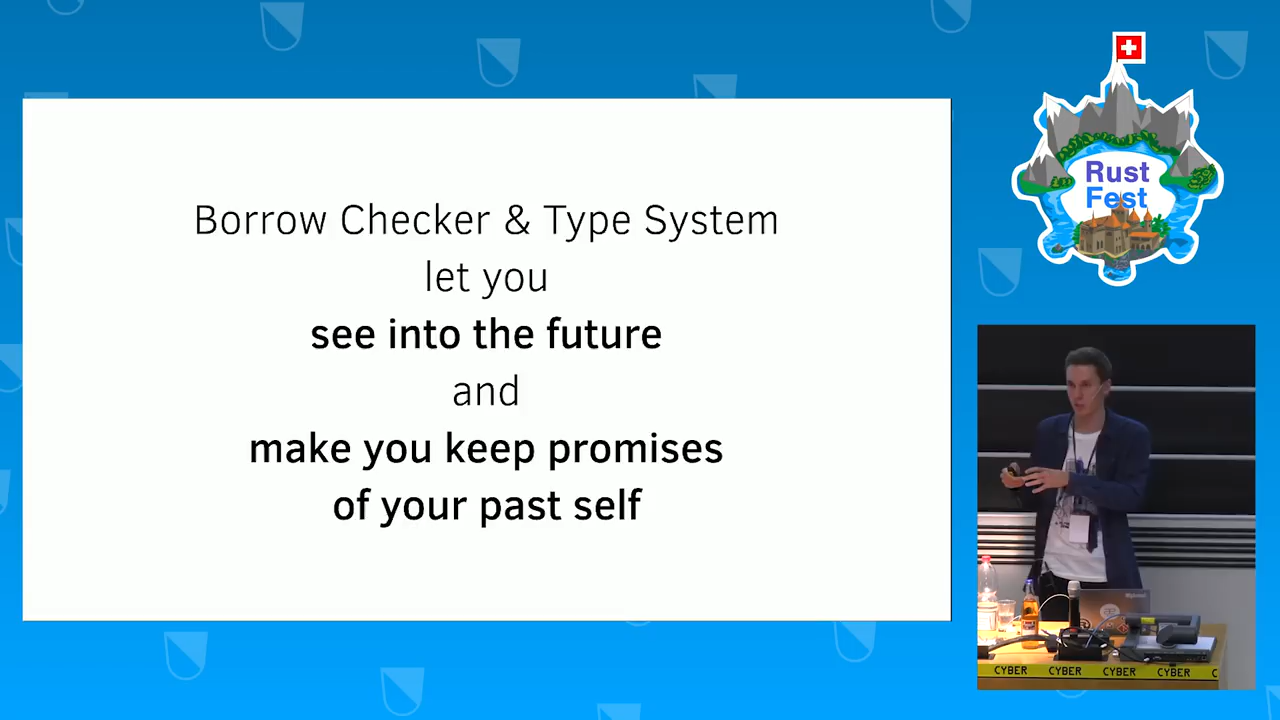 Borrow Checker & Type System
let you
see into the future
and
make you keep promises
of your past self
Rust
Fest
CYBER CYBER CYBER CYBER C